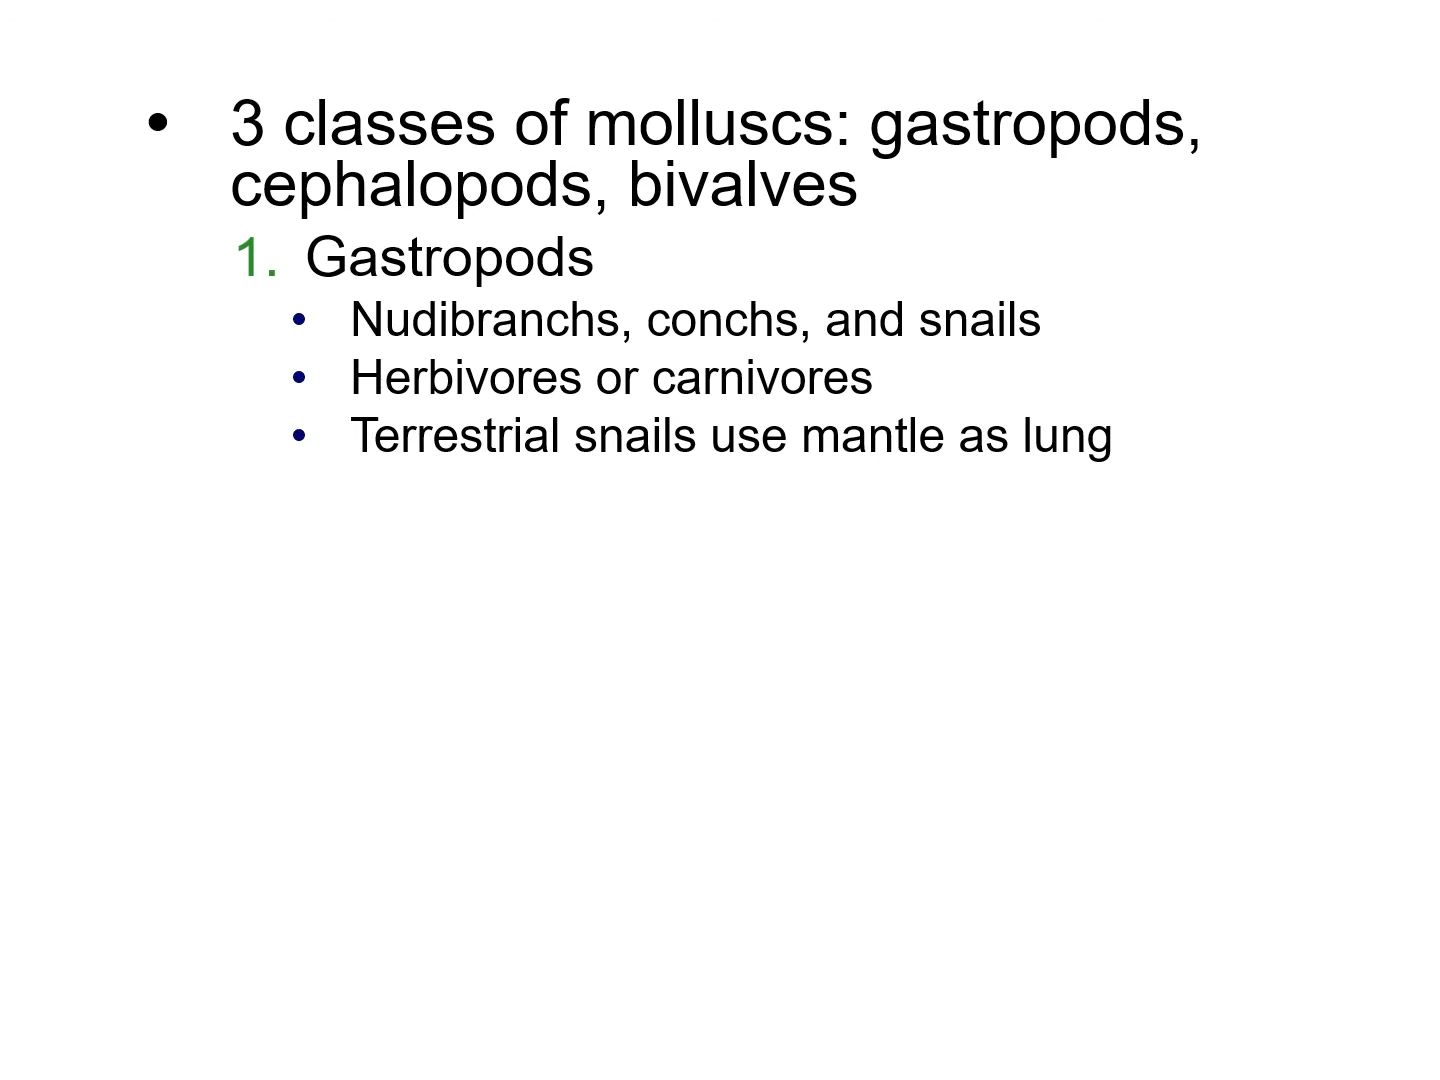 • 3 classes of molluscs: gastropods,
cephalopods, bivalves
1. Gastropods
• Nudibranchs, conchs, and snails
• Herbivores or carnivores
• Terrestrial snails use mantle as lung